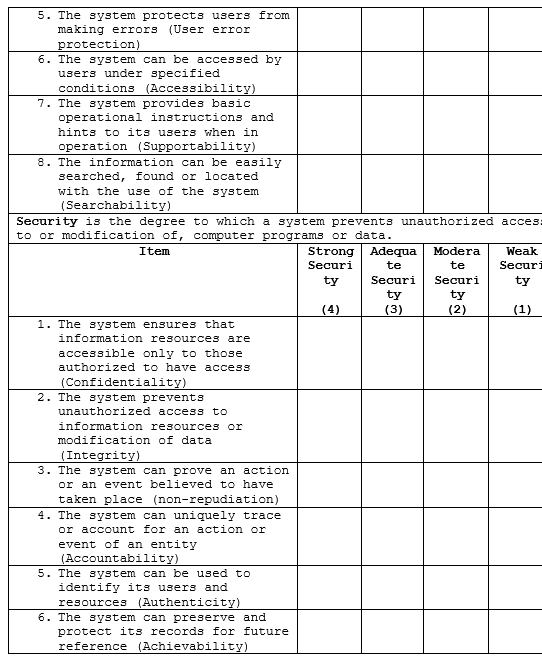 5. The system protects users from
making errors (User error
protection)
6. The system can be accessed by
users under specified
conditions (Accessibility)
7. The system provides basic
operational instructions and
hints to its users when in
operation (Supportability)
8. The information can be easily
searched, found or located
with the use of the system
(Searchability)
Security is the degree to which a system prevents unauthorized access
to or modification of, computer programs or data.
Item
Strong
Securi
ty
(4)
Adequa
te
Securi
ty
(3)
Modera
te
Securi
ty
(2)
Weak
Securi
ty
(1)
1. The system ensures that
information resources are
accessible only to those
authorized to have access
(Confidentiality)
2. The system prevents
unauthorized access to
information resources or
modification of data
(Integrity)
3. The system can prove an action
or an event believed to have
taken place (non-repudiation)
4. The system can uniquely trace
or account for an action or
event of an entity
(Accountability)
5. The system can be used to
identify its users and
resources (Authenticity)
6. The system can preserve and
protect its records for future
reference (Achievability)